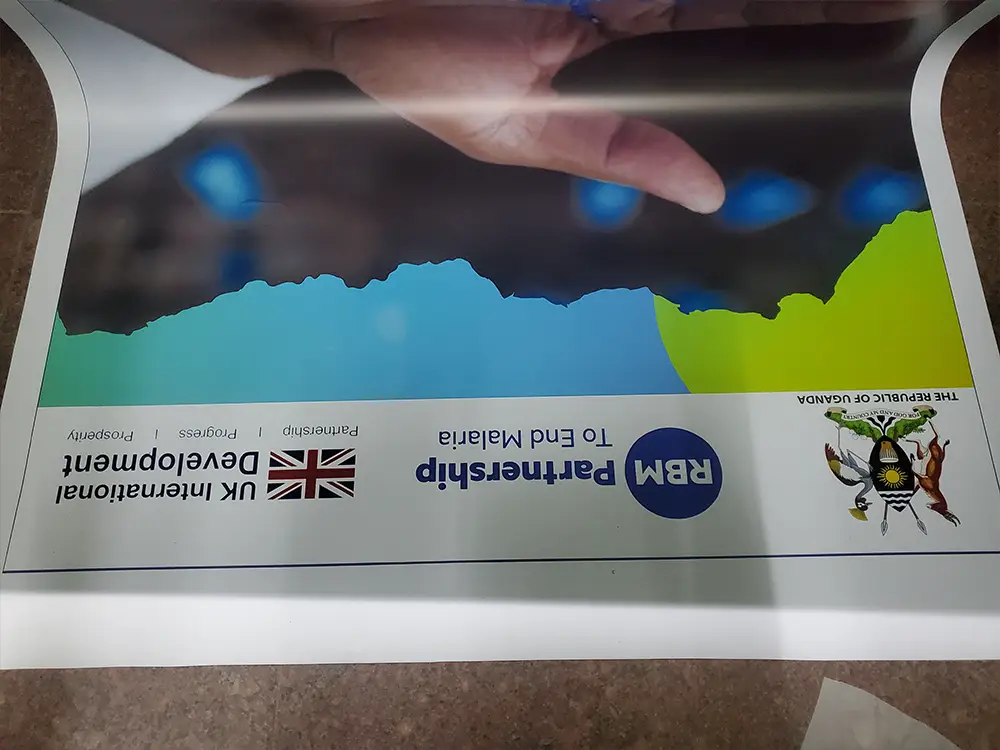 FOR GOD AND MY COUNTRY
THE REPUBLIC OF UGANDA
RBM
Partnership
To End Malaria
UK International
Development
Partnership | Progress | Prosperity